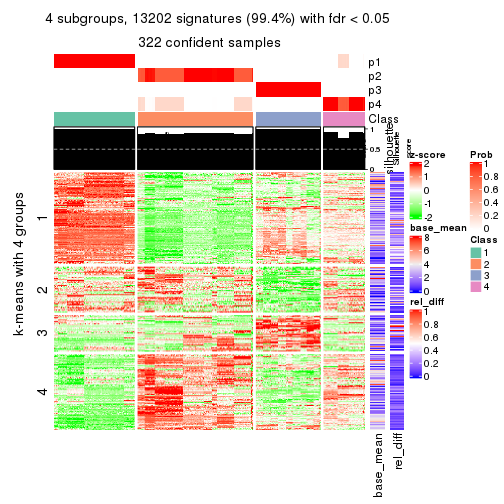 4 subgroups, 13202 signatures (99.4%) with fdr < 0.05
322 confident samples
p1
p2
p3
p4
Class
1
0.5
0
silhouette
Silhouette
score
k-means with 4 groups
1
2
3
4
base_mean
rel_diff
z-score
2
1
0
-1
-2
base_mean
8
6
4
2
0
rel_diff
1
0.8
0.6
0.4
0.2
0
Prob
1
0.8
0.6
0.4
0.2
0
Class
1
2
3
4